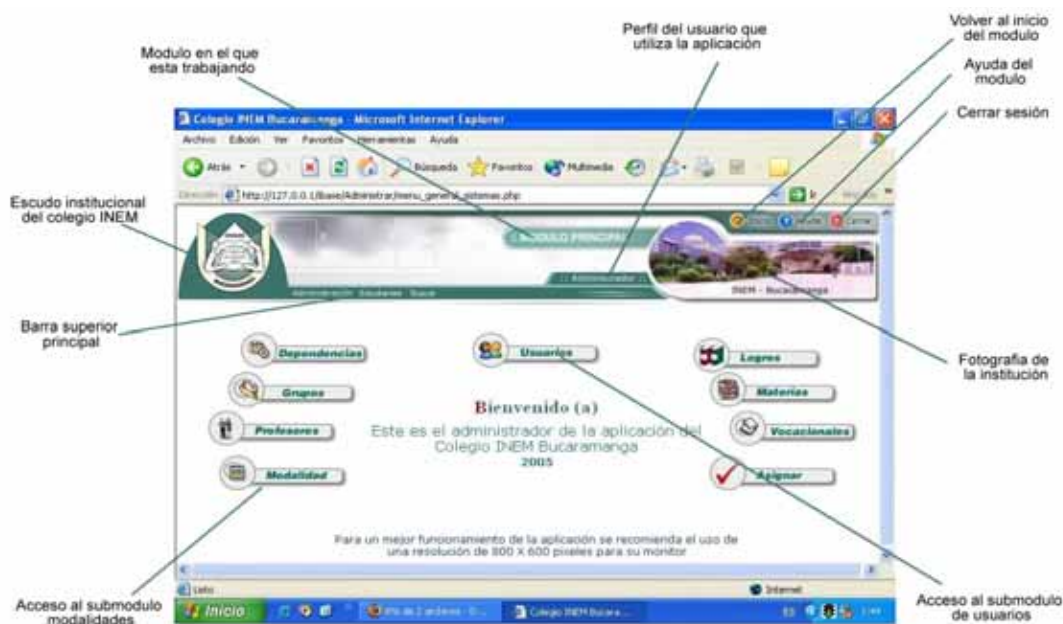 Volver al inicio
del modulo
Perfil del usuario que
utiliza la aplicación
Modulo en el que
esta trabajando
Ayuda del
modulo
Cerrar sesión
Colegio INEM Bucaramanga - Microsoft Internet Explorer
Archivo Edición Ver Favoritos Herramientas Ayuda
Atrás Búsqueda Favoritos Multimedia
Dirección http://127.0.0.1/Ibase/Administrar/menu_general_sistemas.php
Escudo institucional
del colegio INEM
MODULO PRINCIPAL
Administrador
INEM - Bucaramanga
Administración Estudiantes Buscar
Barra superior
principal
Dependencias Usuarios Logros
Fotografia de
la institución
Grupos Materias
Bienvenido (a)
Profesores Vocacionales
Este es el administrador de la aplicación del
Colegio INEM Bucaramanga
2005
Modalidad Asignar
Para un mejor funcionamiento de la aplicación se recomienda el uso de
una resolución de 800 X 600 pixeles para su monitor
Listo Internet
Inicio Colegio INEM Bucara... ES
Acceso al submodulo
modalidades
Acceso al submodulo
de usuarios